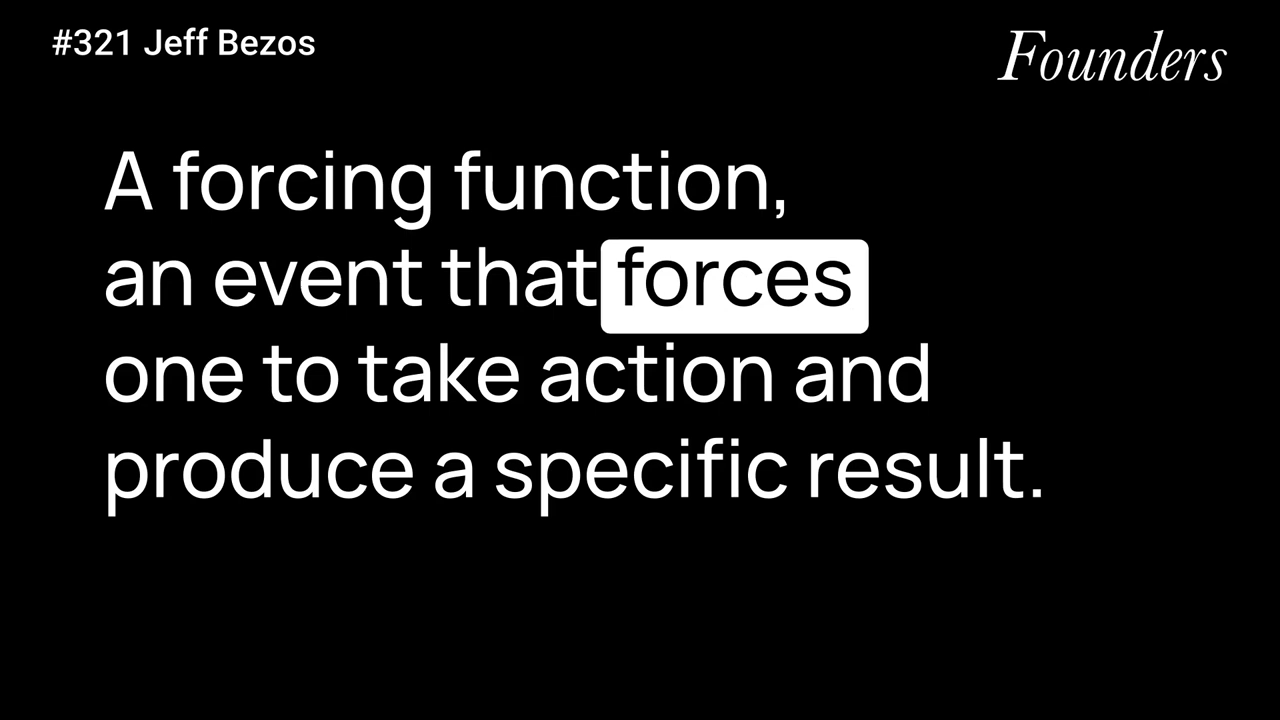 #321 Jeff Bezos
Founders
A forcing function,
an event that forces
one to take action and
produce a specific result.